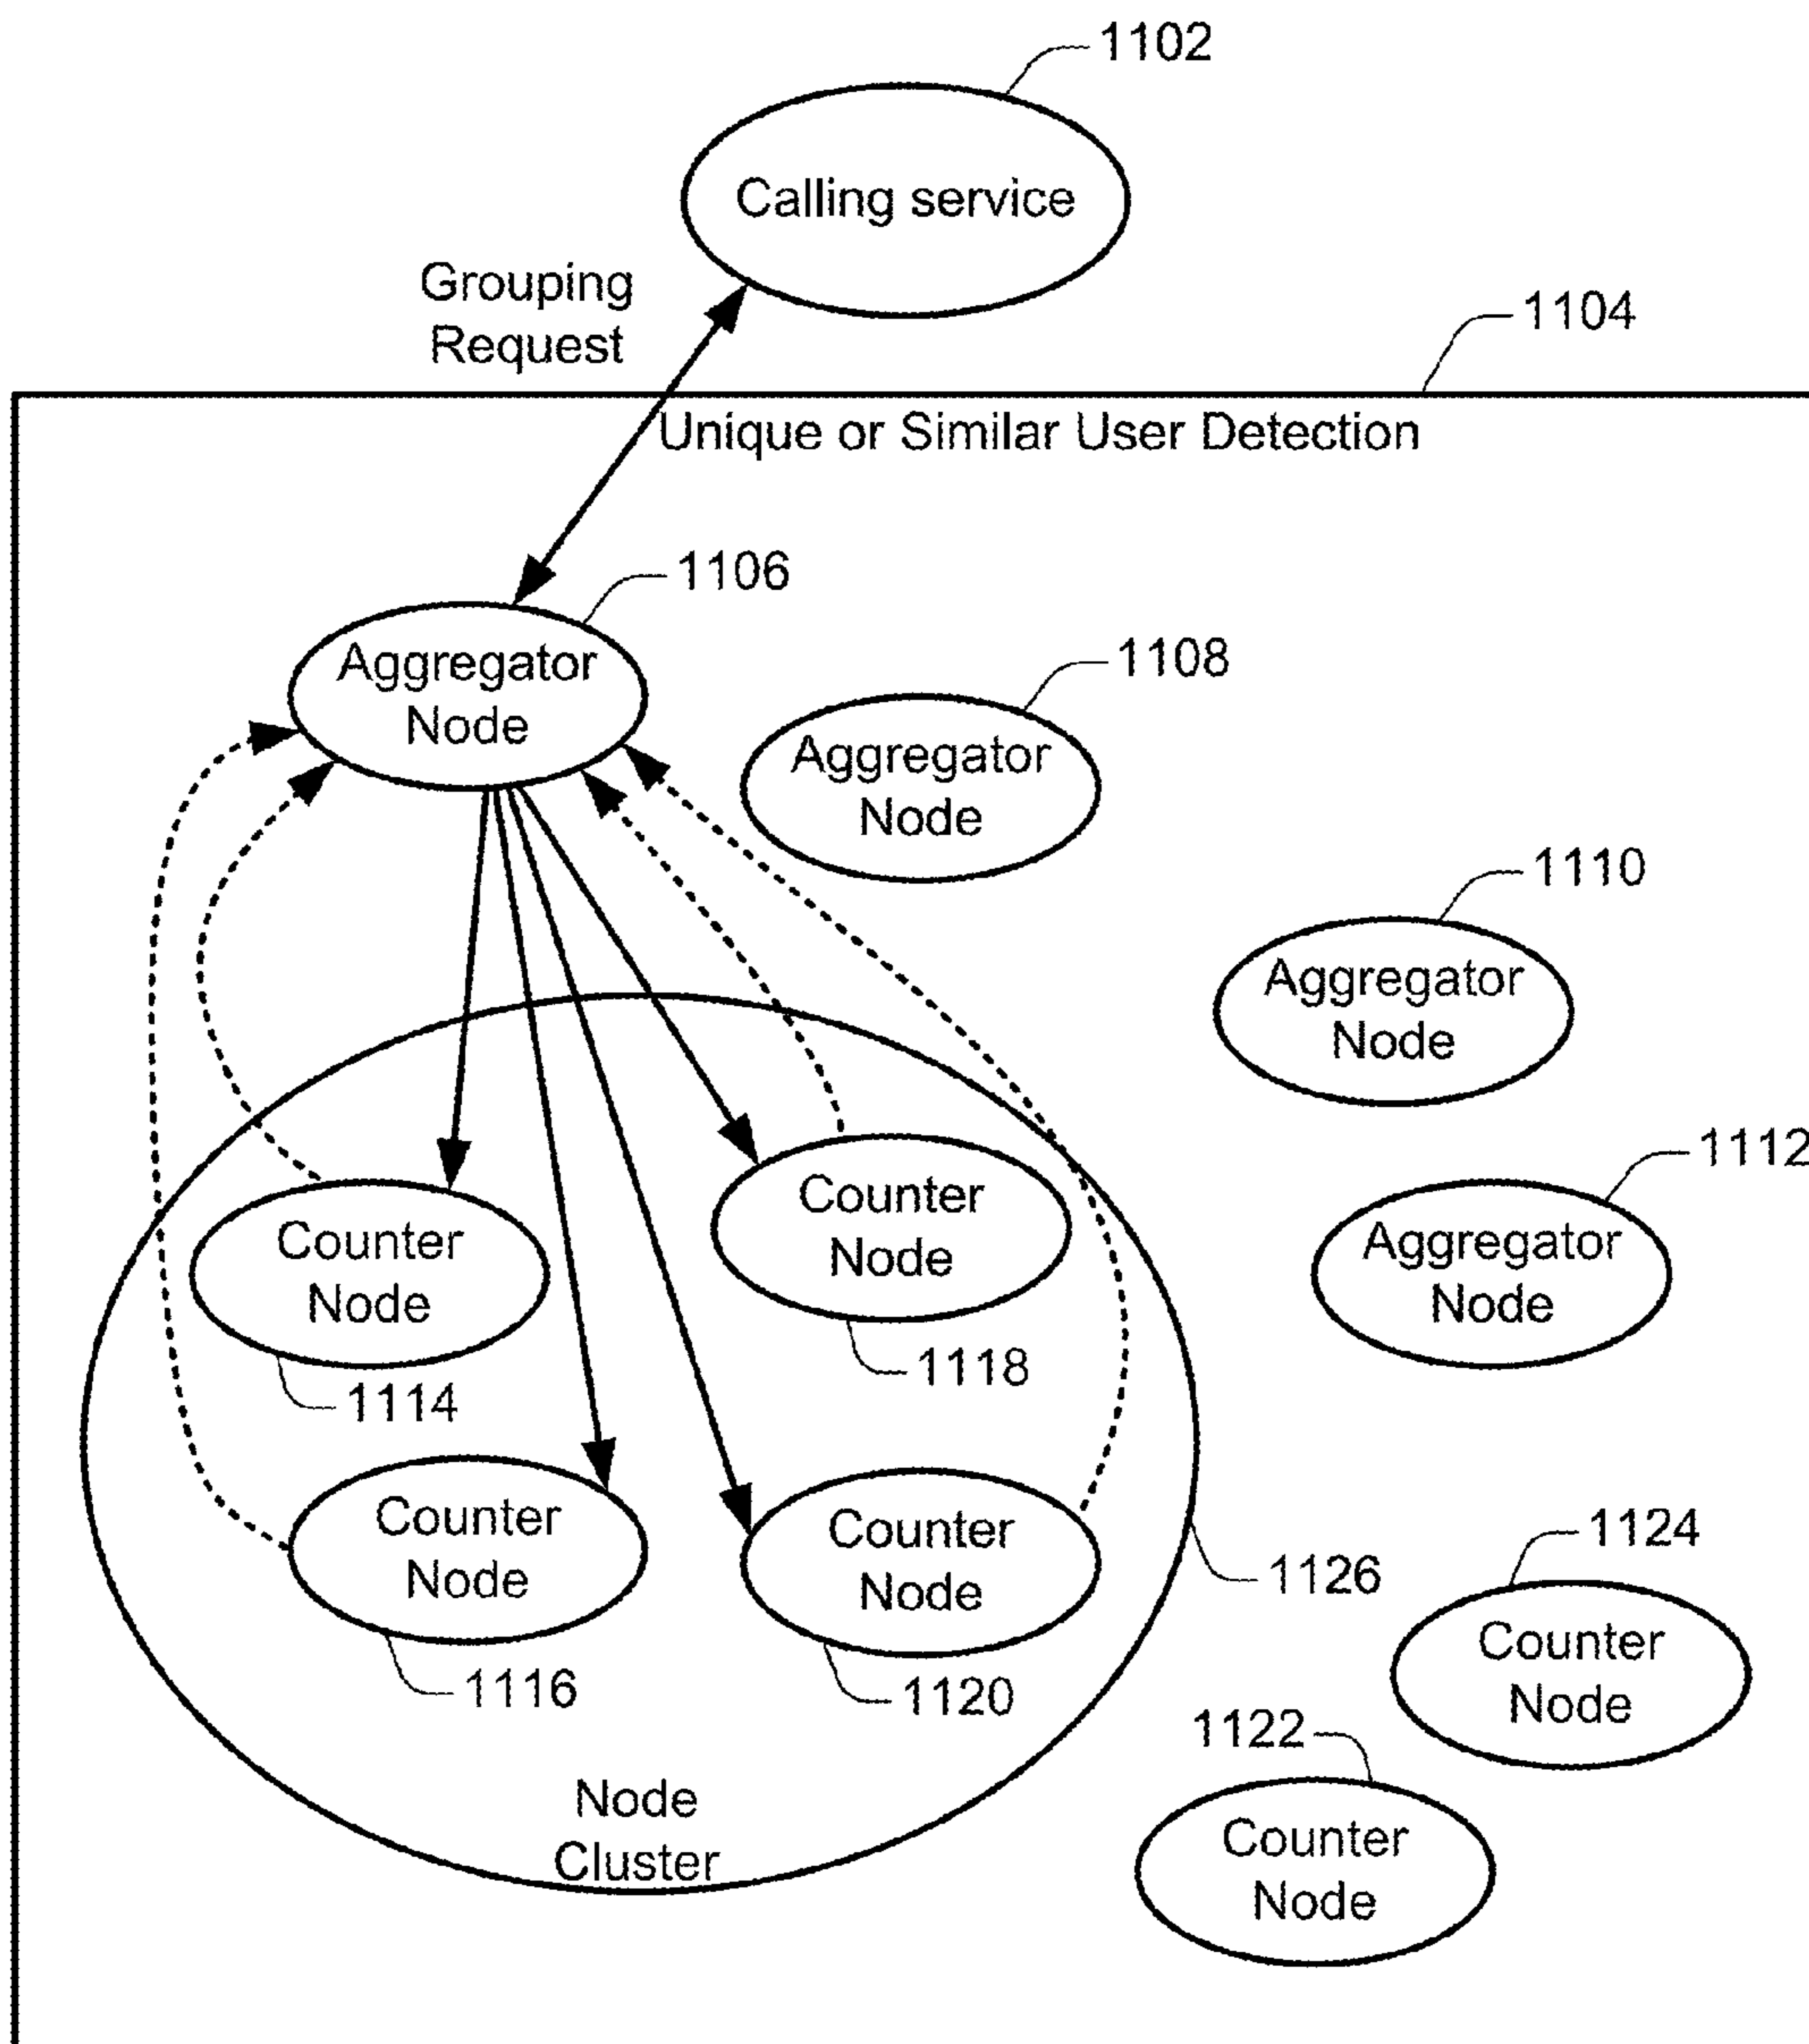 1102
Calling service
Grouping
Request
1104
Unique or Similar User Detection
1106
Aggregator
Node
1108
Aggregator
Node
1110
Aggregator
Node
1112
Aggregator
Node
Counter
Node
1114
Counter
Node
1118
Counter
Node
1116
Counter
Node
1120
1126
1124
Counter
Node
1122
Counter
Node
Node
Cluster